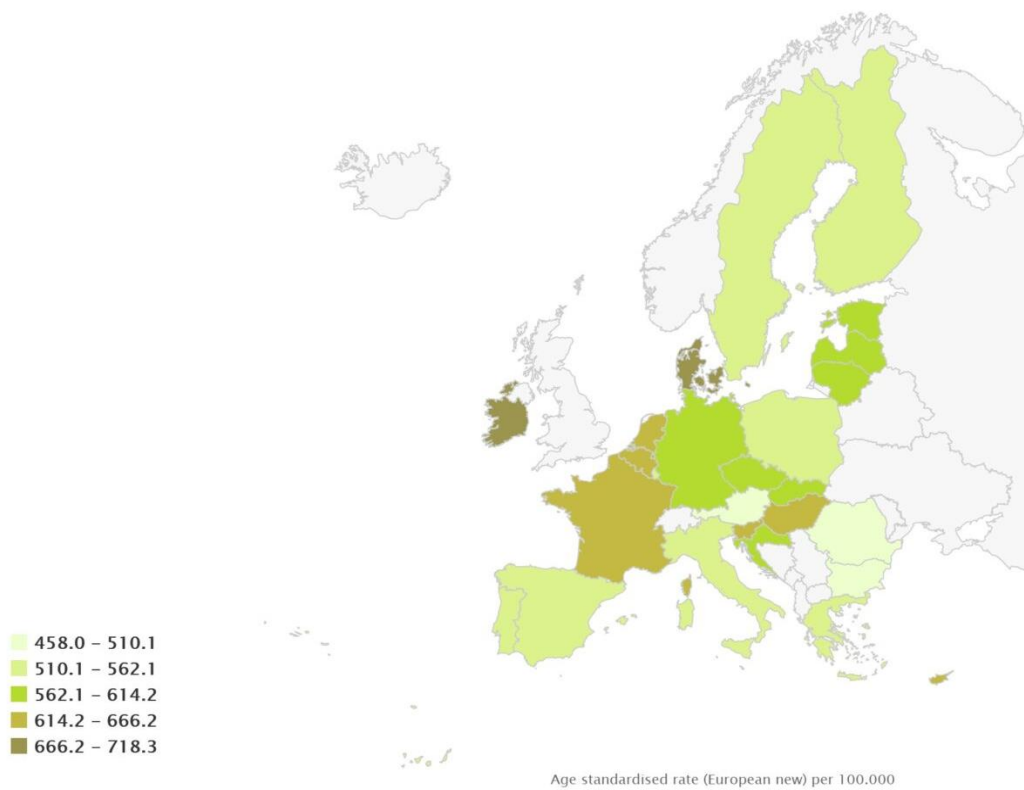 458.0 – 510.1
510.1 – 562.1
562.1 – 614.2
614.2 – 666.2
666.2 – 718.3
Age standardised rate (European new) per 100.000